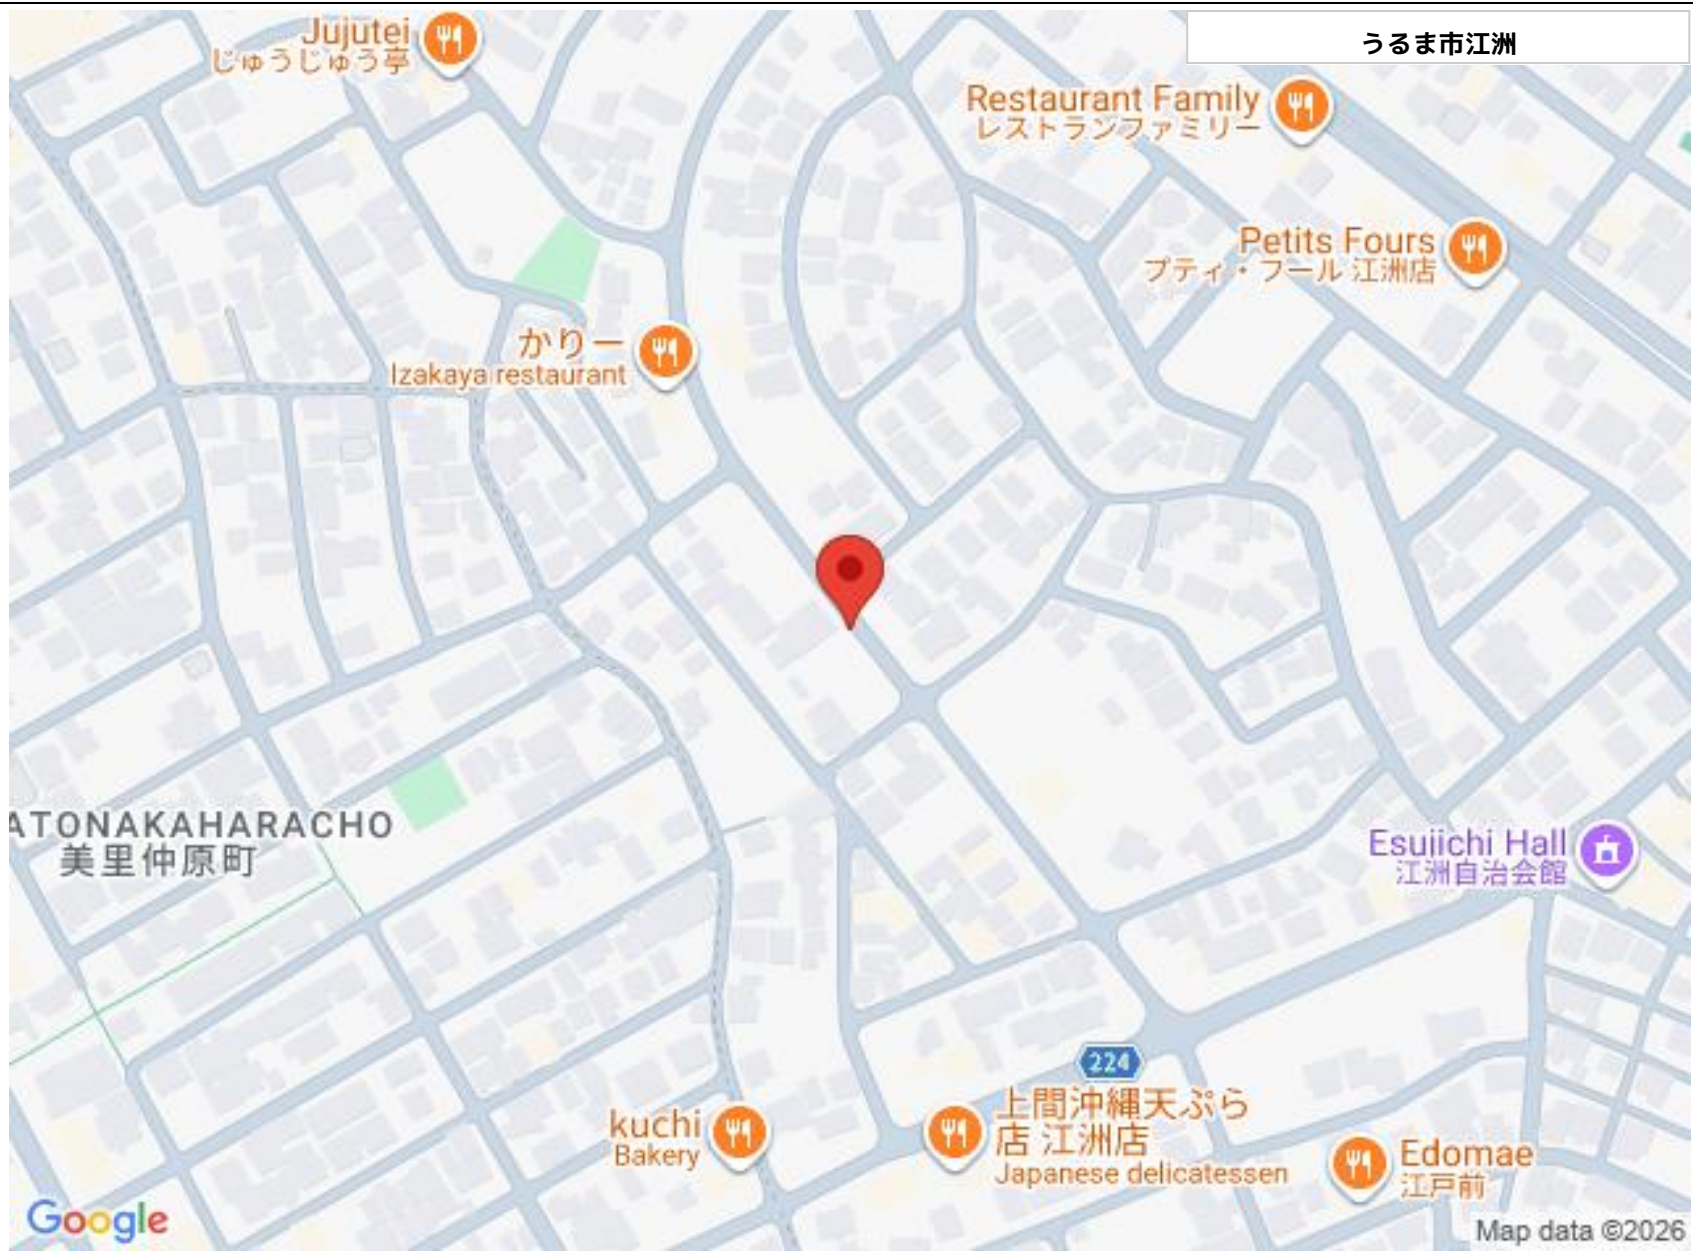 うるま市江洲
Jujutei
じゅうじゅう亭
Restaurant Family
レストランファミリー
Petits Fours
プティ・フール 江洲店
かりー
Izakaya restaurant
ATONAKAHARACHO
美里仲原町
Esujichi Hall
江洲自治会館
224
上間沖縄天ぷら
店 江洲店
Japanese delicatessen
kuchi
Bakery
Edomae
江戸前
Google
Map data ©2026